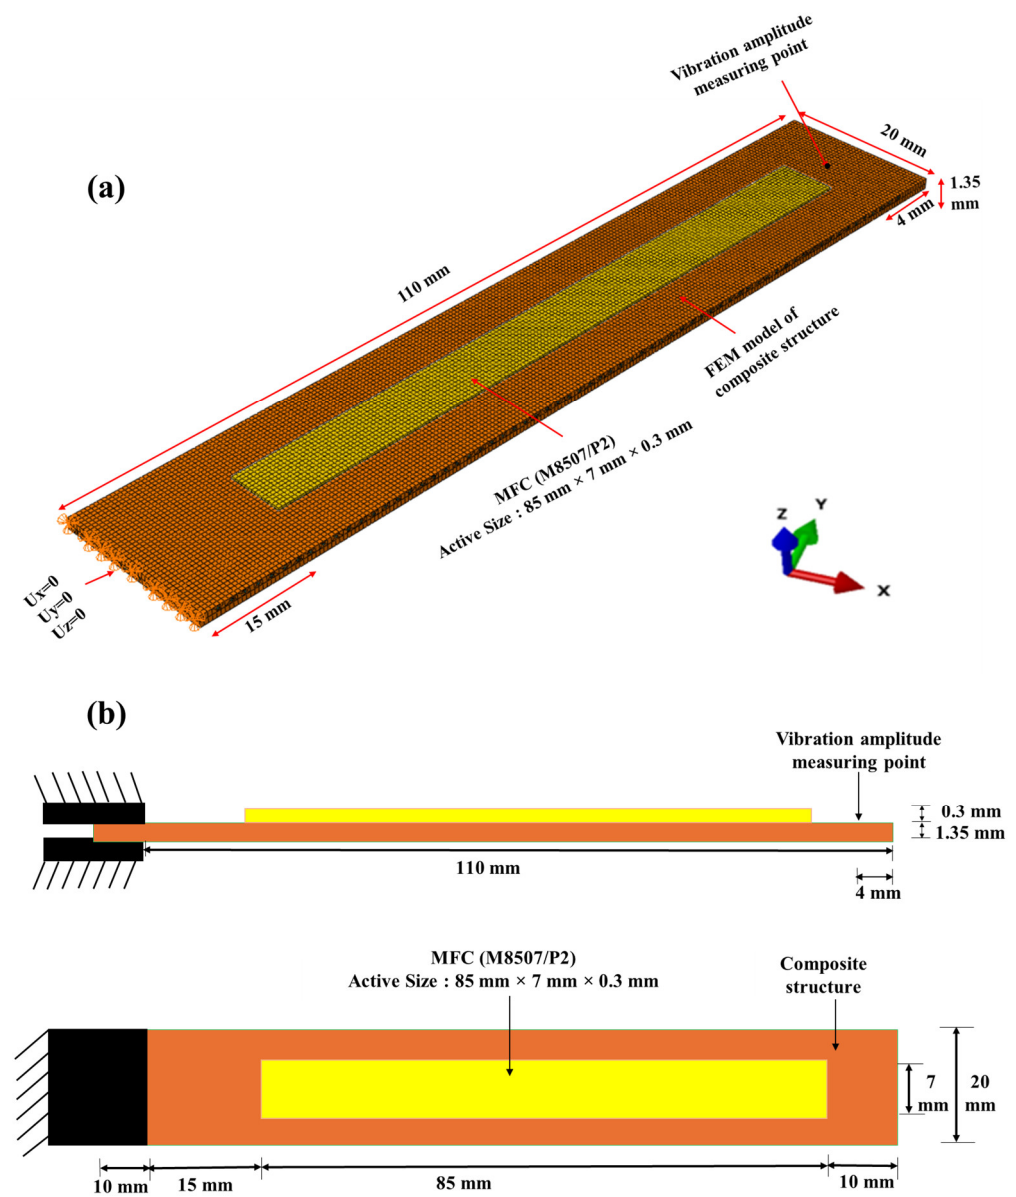 Vibration amplitude
measuring point
(a)
20 mm
1.35
mm
4 mm
110 mm
FEM model of
composite structure
MFC (M8507/P2)
Active Size : 85 mm × 7 mm × 0.3 mm
Z
Y
X
Ux=0
Uy=0
Uz=0
15 mm
(b)
Vibration amplitude
measuring point
0.3 mm
1.35 mm
110 mm
4 mm
MFC (M8507/P2)
Active Size : 85 mm × 7 mm × 0.3 mm
Composite
structure
7
mm
20
mm
10 mm
15 mm
85 mm
10 mm